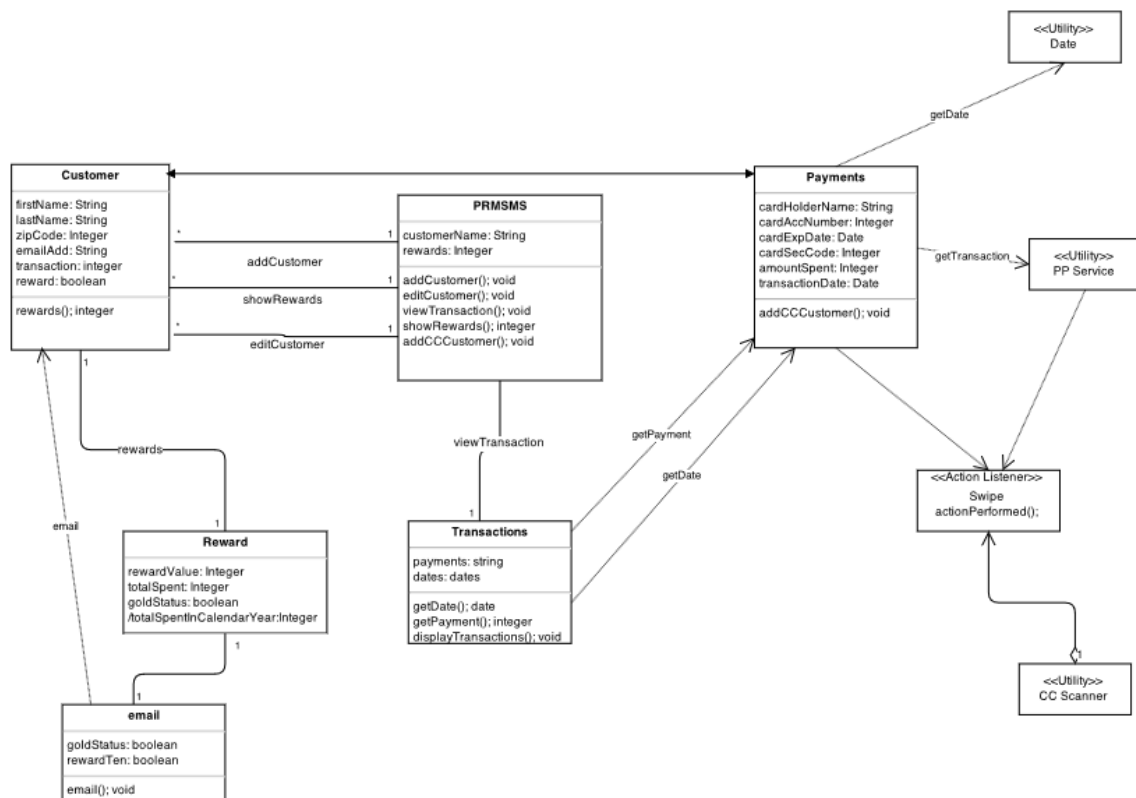 <<Utility>>
Date
getDate
Customer
firstName: String
lastName: String
zipCode: Integer
emailAdd: String
transaction: integer
reward: boolean
rewards(); integer
PRMSMS
customerName: String
rewards: Integer
addCustomer(); void
editCustomer(); void
viewTransaction(); void
showRewards(); integer
addCCCustomer(); void
Payments
cardHolderName: String
cardAccNumber: Integer
cardExpDate: Date
cardSecCode: Integer
amountSpent: Integer
transactionDate: Date
addCCCustomer(); void
* 1
addCustomer
* 1
showRewards
* 1
editCustomer
getTransaction
<<Utility>>
PP Service
1
rewards
1
viewTransaction
1
getPayment
getDate
<<Action Listener>>
Swipe
actionPerformed();
email
Reward
rewardValue: Integer
totalSpent: Integer
goldStatus: boolean
/totalSpentInCalendarYear:Integer
Transactions
payments: string
dates: dates
getDate(); date
getPayment(); integer
displayTransactions(); void
1
1
1
<<Utility>>
CC Scanner
email
goldStatus: boolean
rewardTen: boolean
email(); void